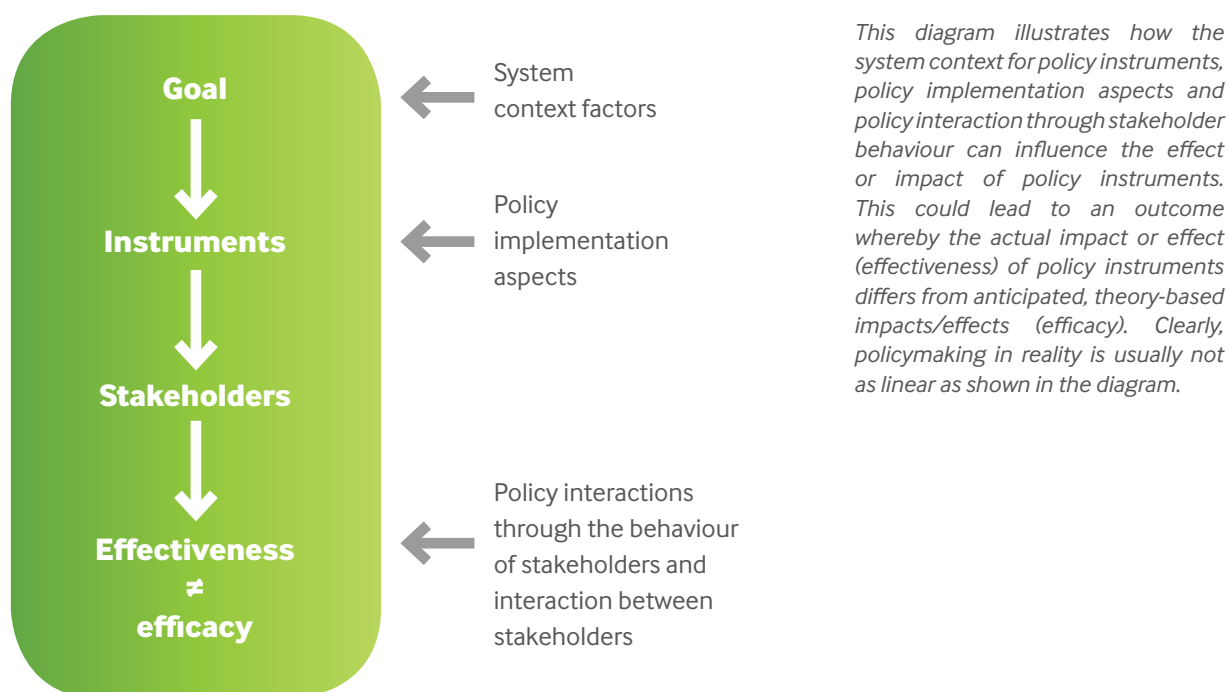 Goal
System
context factors
Instruments
Policy
implementation
aspects
Stakeholders
Effectiveness
≠
efficacy
Policy interactions
through the behaviour
of stakeholders and
interaction between
stakeholders
This diagram illustrates how the
system context for policy instruments,
policy implementation aspects and
policy interaction through stakeholder
behaviour can influence the effect
or impact of policy instruments.
This could lead to an outcome
whereby the actual impact or effect
(effectiveness) of policy instruments
differs from anticipated, theory-based
impacts/effects (efficacy). Clearly,
policymaking in reality is usually not
as linear as shown in the diagram.